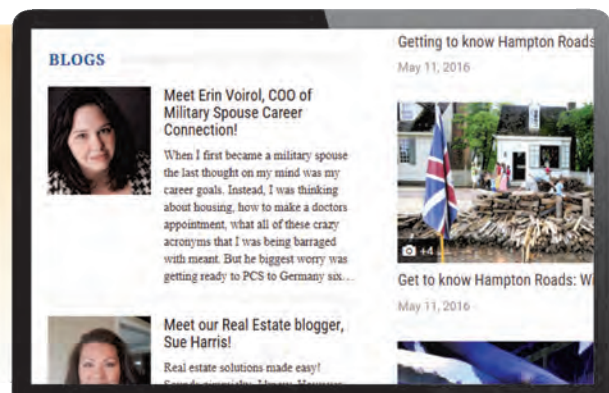 BLOGS
Meet Erin Voirol, COO of
Military Spouse Career
Connection!
When I first became a military spouse
the last thought on my mind was my
career goals. Instead, I was thinking
about housing, how to make a doctors
appointment, what all of these crazy
acronyms that I was being barraged
with meant. But he biggest worry was
getting ready to PCS to Germany six…
Meet our Real Estate blogger,
Sue Harris!
Real estate solutions made easy!
Getting to know Hampton Roads
May 11, 2016
+4
Get to know Hampton Roads: W
May 11, 2016